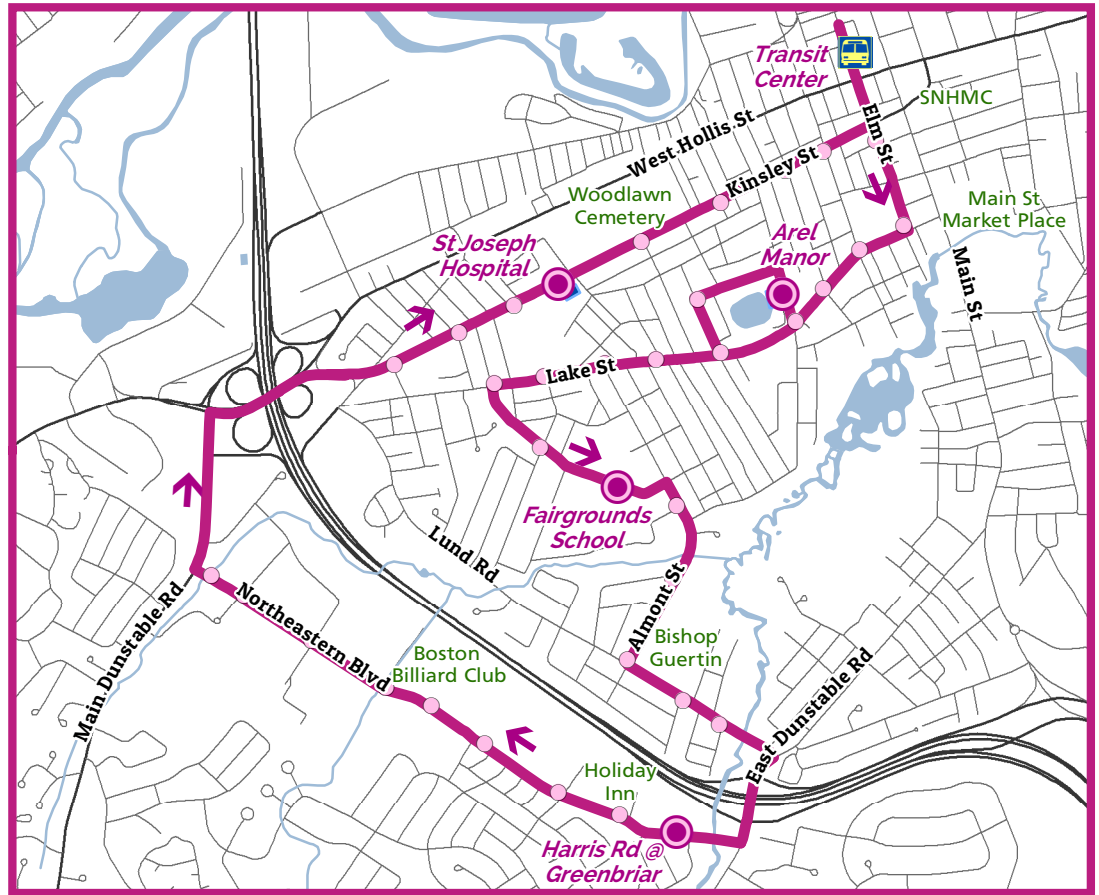 Transit
Center
SNHMC
Elm St
West Hollis St
Kinsley St
Woodlawn
Cemetery
Main St
Market Place
Arel
Manor
St Joseph
Hospital
Main St
Lake St
Fairgrounds
School
Lund Rd
Almont St
Bishop
Guertin
Northeastern Blvd
Main Dunstable Rd
Boston
Billiard Club
East Dunstable Rd
Holiday
Inn
Harris Rd @
Greenbriar